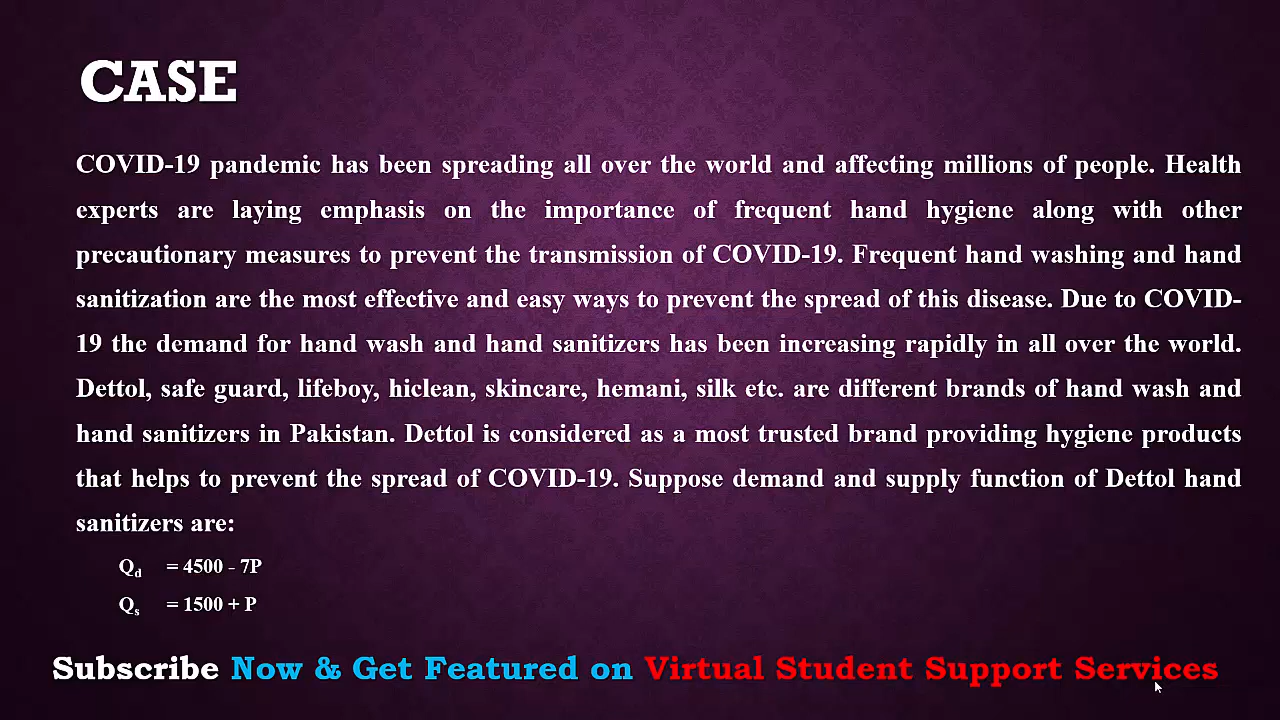 CASE
COVID-19 pandemic has been spreading all over the world and affecting millions of people. Health
experts are laying emphasis on the importance of frequent hand hygiene along with other
precautionary measures to prevent the transmission of COVID-19. Frequent hand washing and hand
sanitization are the most effective and easy ways to prevent the spread of this disease. Due to COVID-
19 the demand for hand wash and hand sanitizers has been increasing rapidly in all over the world.
Dettol, safe guard, lifeboy, hiclean, skincare, hemani, silk etc. are different brands of hand wash and
hand sanitizers in Pakistan. Dettol is considered as a most trusted brand providing hygiene products
that helps to prevent the spread of COVID-19. Suppose demand and supply function of Dettol hand
sanitizers are:
Qd = 4500 - 7P
Qs = 1500 + P
Subscribe Now & Get Featured on Virtual Student Support Services